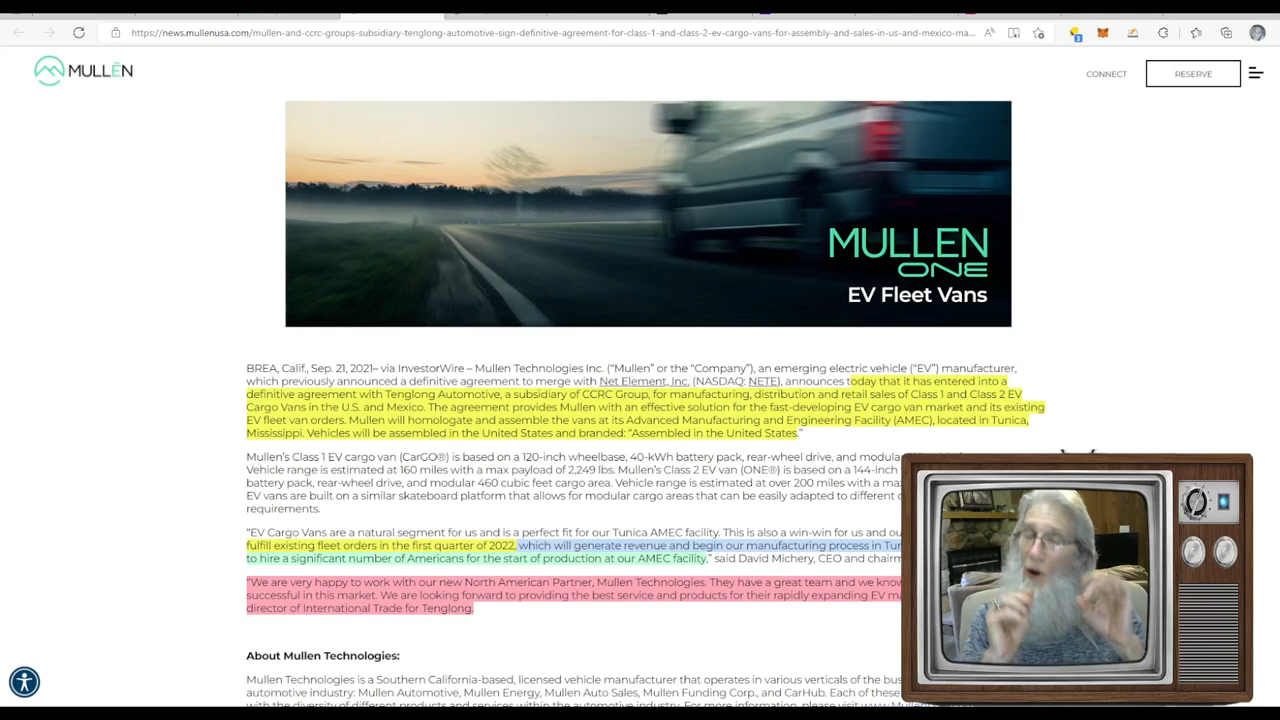 https://news.mullenusa.com/mullen-and-ccrc-groups-subsidiary-tenglong-automotive-sign-definitive-agreement-for-class-1-and-class-2-ev-cargo-vans-for-assembly-and-sales-in-us-and-mexico-ma...
MULLEN
CONNECT
RESERVE
MULLEN
ONE
EV Fleet Vans
BREA, Calif., Sep. 21, 2021– via InvestorWire – Mullen Technologies Inc. (“Mullen” or the “Company”), an emerging electric vehicle (“EV”) manufacturer,
which previously announced a definitive agreement to merge with Net Element, Inc. (NASDAQ: NETE), announces today that it has entered into a
definitive agreement with Tenglong Automotive, a subsidiary of CCRC Group, for manufacturing, distribution and retail sales of Class 1 and Class 2 EV
Cargo Vans in the U.S. and Mexico. The agreement provides Mullen with an effective solution for the fast-developing EV cargo van market and its existing
EV fleet van orders. Mullen will homologate and assemble the vans at its Advanced Manufacturing and Engineering Facility (AMEC), located in Tunica,
Mississippi. Vehicles will be assembled in the United States and branded: “Assembled in the United States.”
Mullen’s Class 1 EV cargo van (CarGO®) is based on a 120-inch wheelbase, 40-kWh battery pack, rear-wheel drive, and modular
Vehicle range is estimated at 160 miles with a max payload of 2,249 lbs. Mullen’s Class 2 EV van (ONE®) is based on a 144-inch
battery pack, rear-wheel drive, and modular 460 cubic feet cargo area. Vehicle range is estimated at over 200 miles with a
EV vans are built on a similar skateboard platform that allows for modular cargo areas that can be easily adapted to different
requirements.
“EV Cargo Vans are a natural segment for us and is a perfect fit for our Tunica AMEC facility. This is also a win-win for us and
fulfill existing fleet orders in the first quarter of 2022, which will generate revenue and begin our manufacturing process in
to hire a significant number of Americans for the start of production at our AMEC facility,” said David Michery, CEO and
“We are very happy to work with our new North American Partner, Mullen Technologies. They have a great team and we
successful in this market. We are looking forward to providing the best service and products for their rapidly expanding EV
director of International Trade for Tenglong.
About Mullen Technologies:
Mullen Technologies is a Southern California-based, licensed vehicle manufacturer that operates in various verticals of the
automotive industry: Mullen Automotive, Mullen Energy, Mullen Auto Sales, Mullen Funding Corp., and CarHub. Each of these
with the diversity of different products and services within the automotive industry. For more information, please visit